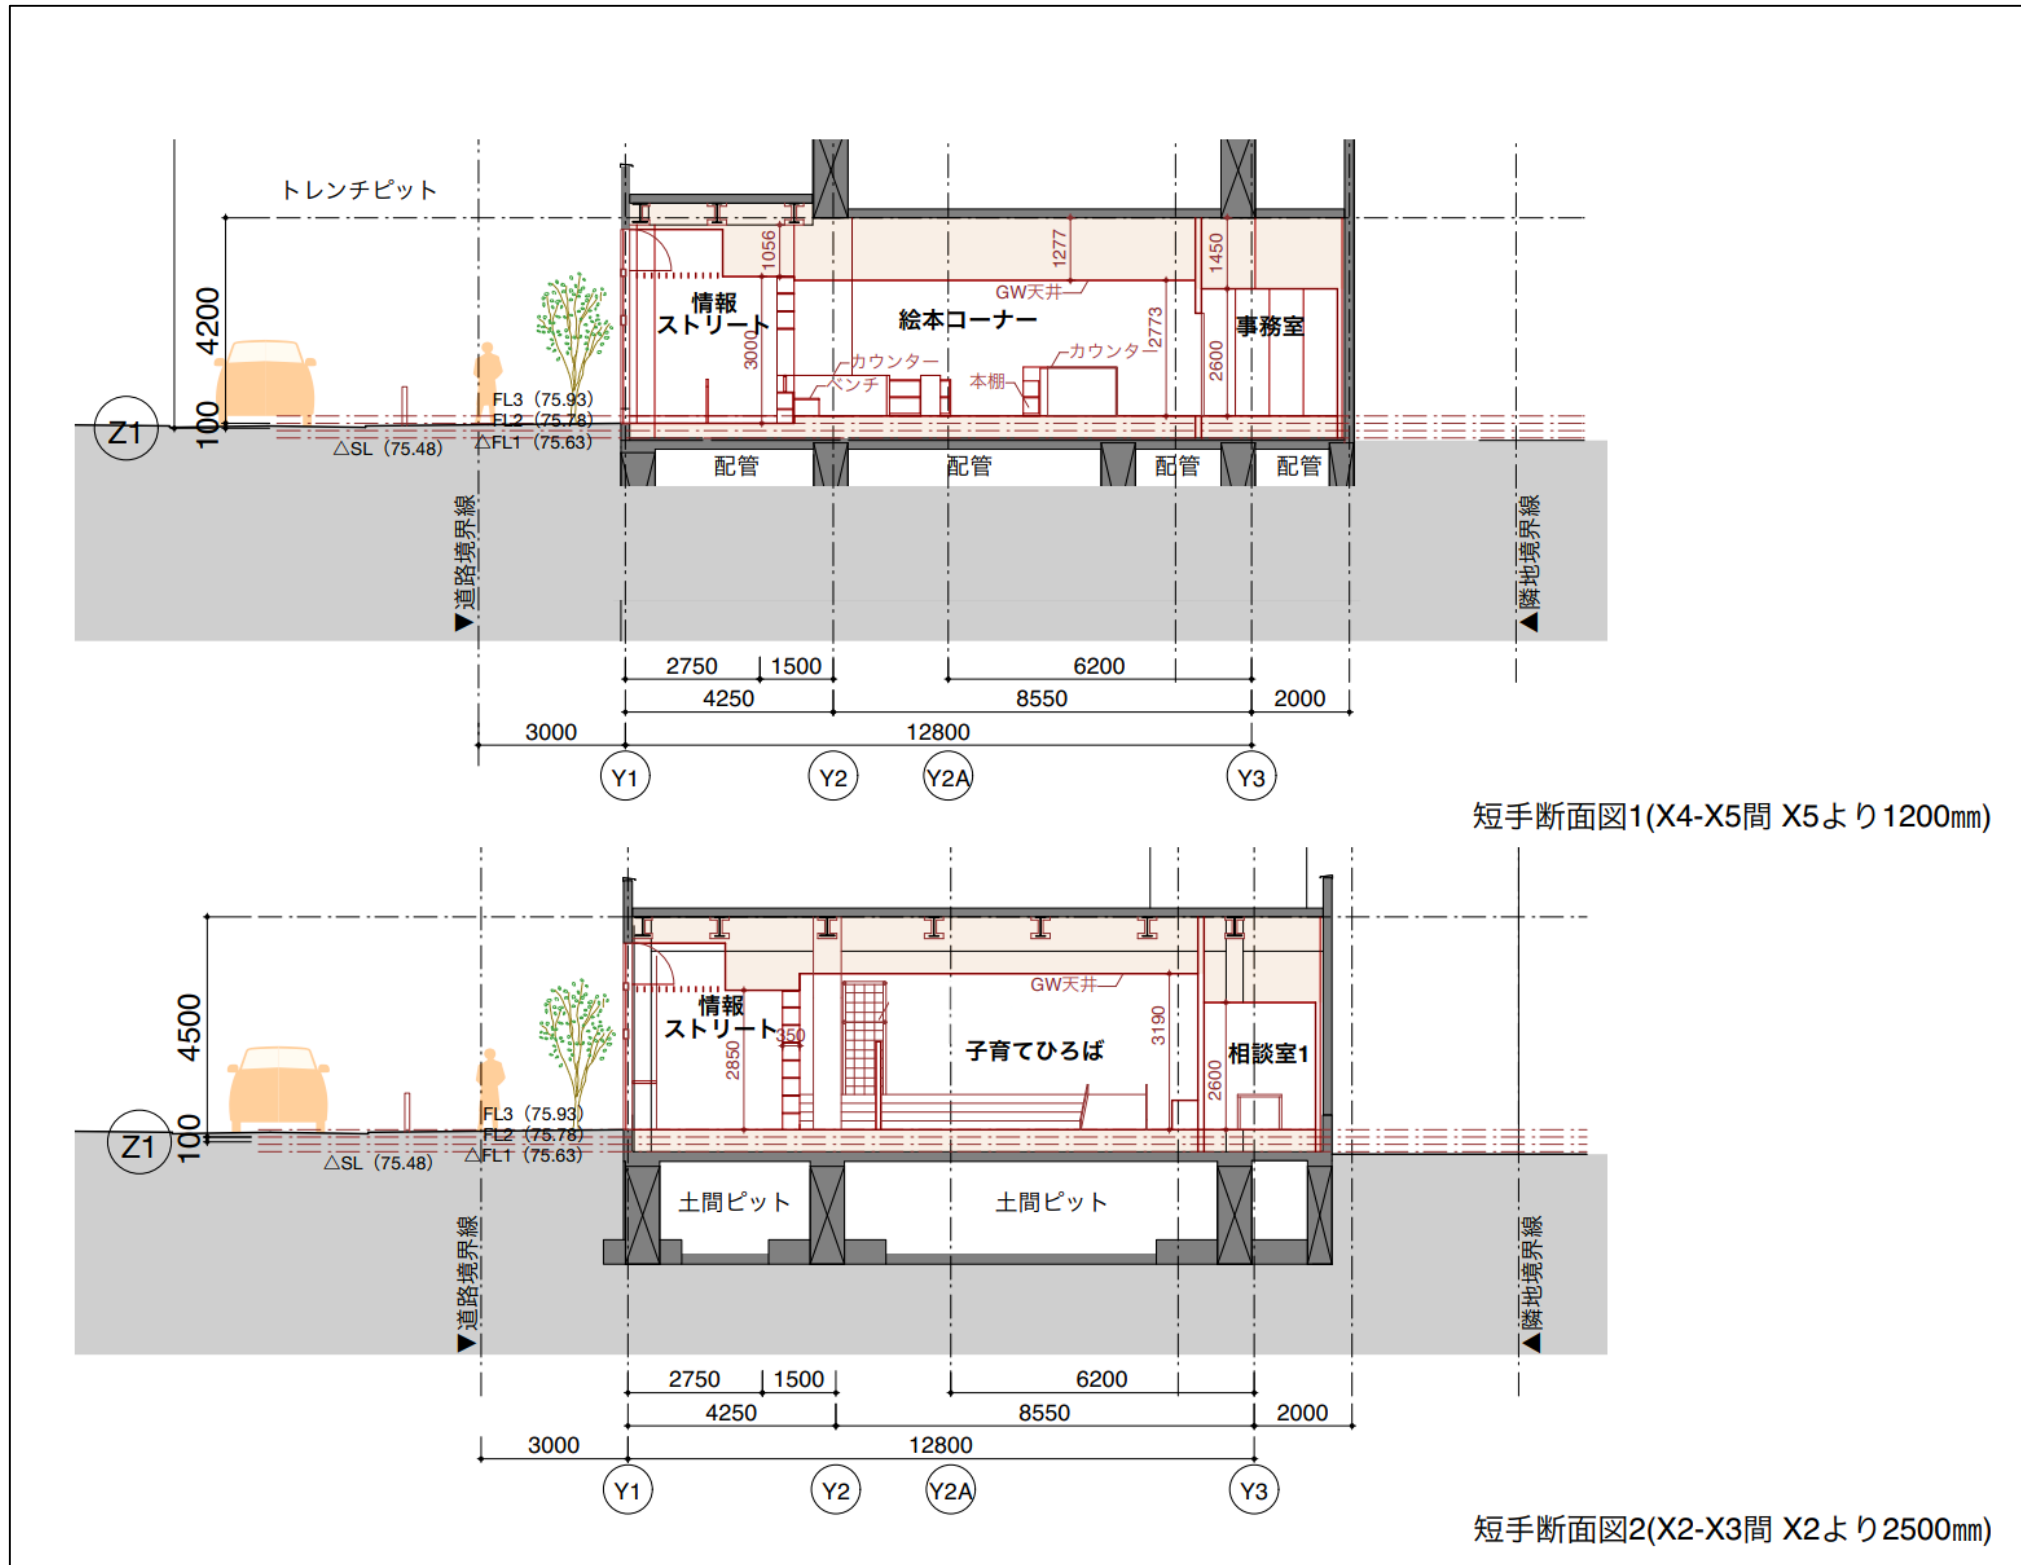 トレンチピット
4200
100
Z1
1056
1277
1450
GW天井
情報
ストリート
絵本コーナー
事務室
3000
2773
2600
カウンター
ベンチ
本棚
カウンター
FL3（75.93）
FL2（75.78）
△FL1（75.63）
△SL（75.48）
配管
配管
配管
配管
▼道路境界線
▲隣地境界線
2750
1500
6200
4250
8550
2000
3000
12800
Y1
Y2
Y2A
Y3
短手断面図1(X4-X5間 X5より1200㎜)
4500
100
Z1
GW天井
情報
ストリート
350
2850
子育てひろば
3190
相談室1
2600
FL3（75.93）
FL2（75.78）
△FL1（75.63）
△SL（75.48）
土間ピット
土間ピット
▼道路境界線
▲隣地境界線
2750
1500
6200
4250
8550
2000
3000
12800
Y1
Y2
Y2A
Y3
短手断面図2(X2-X3間 X2より2500㎜)